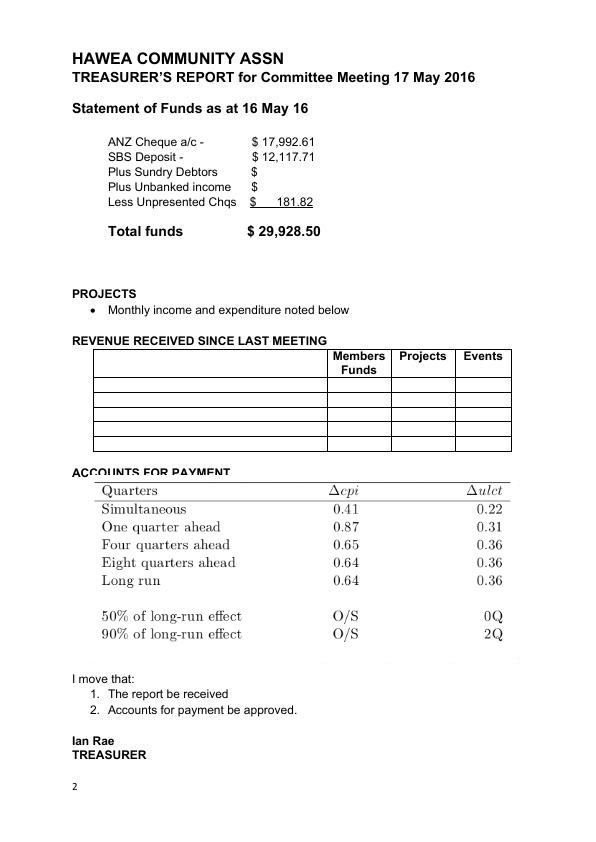 HAWEA COMMUNITY ASSN
TREASURER'S REPORT for Committee Meeting 17 May 2016
Statement of Funds as at 16 May 16
ANZ Cheque a/c - $ 17,992.61
SBS Deposit - $ 12,117.71
Plus Sundry Debtors $
Plus Unbanked income $
Less Unpresented Chqs $ 181.82
Total funds $ 29,928.50
PROJECTS
• Monthly income and expenditure noted below
REVENUE RECEIVED SINCE LAST MEETING
Members Funds Projects Events
ACCOUNTS FOR PAYMENT
Quarters Δcpi Δulct
Simultaneous 0.41 0.22
One quarter ahead 0.87 0.31
Four quarters ahead 0.65 0.36
Eight quarters ahead 0.64 0.36
Long run 0.64 0.36
50% of long-run effect O/S 0Q
90% of long-run effect O/S 2Q
I move that:
1. The report be received
2. Accounts for payment be approved.
Ian Rae
TREASURER
2